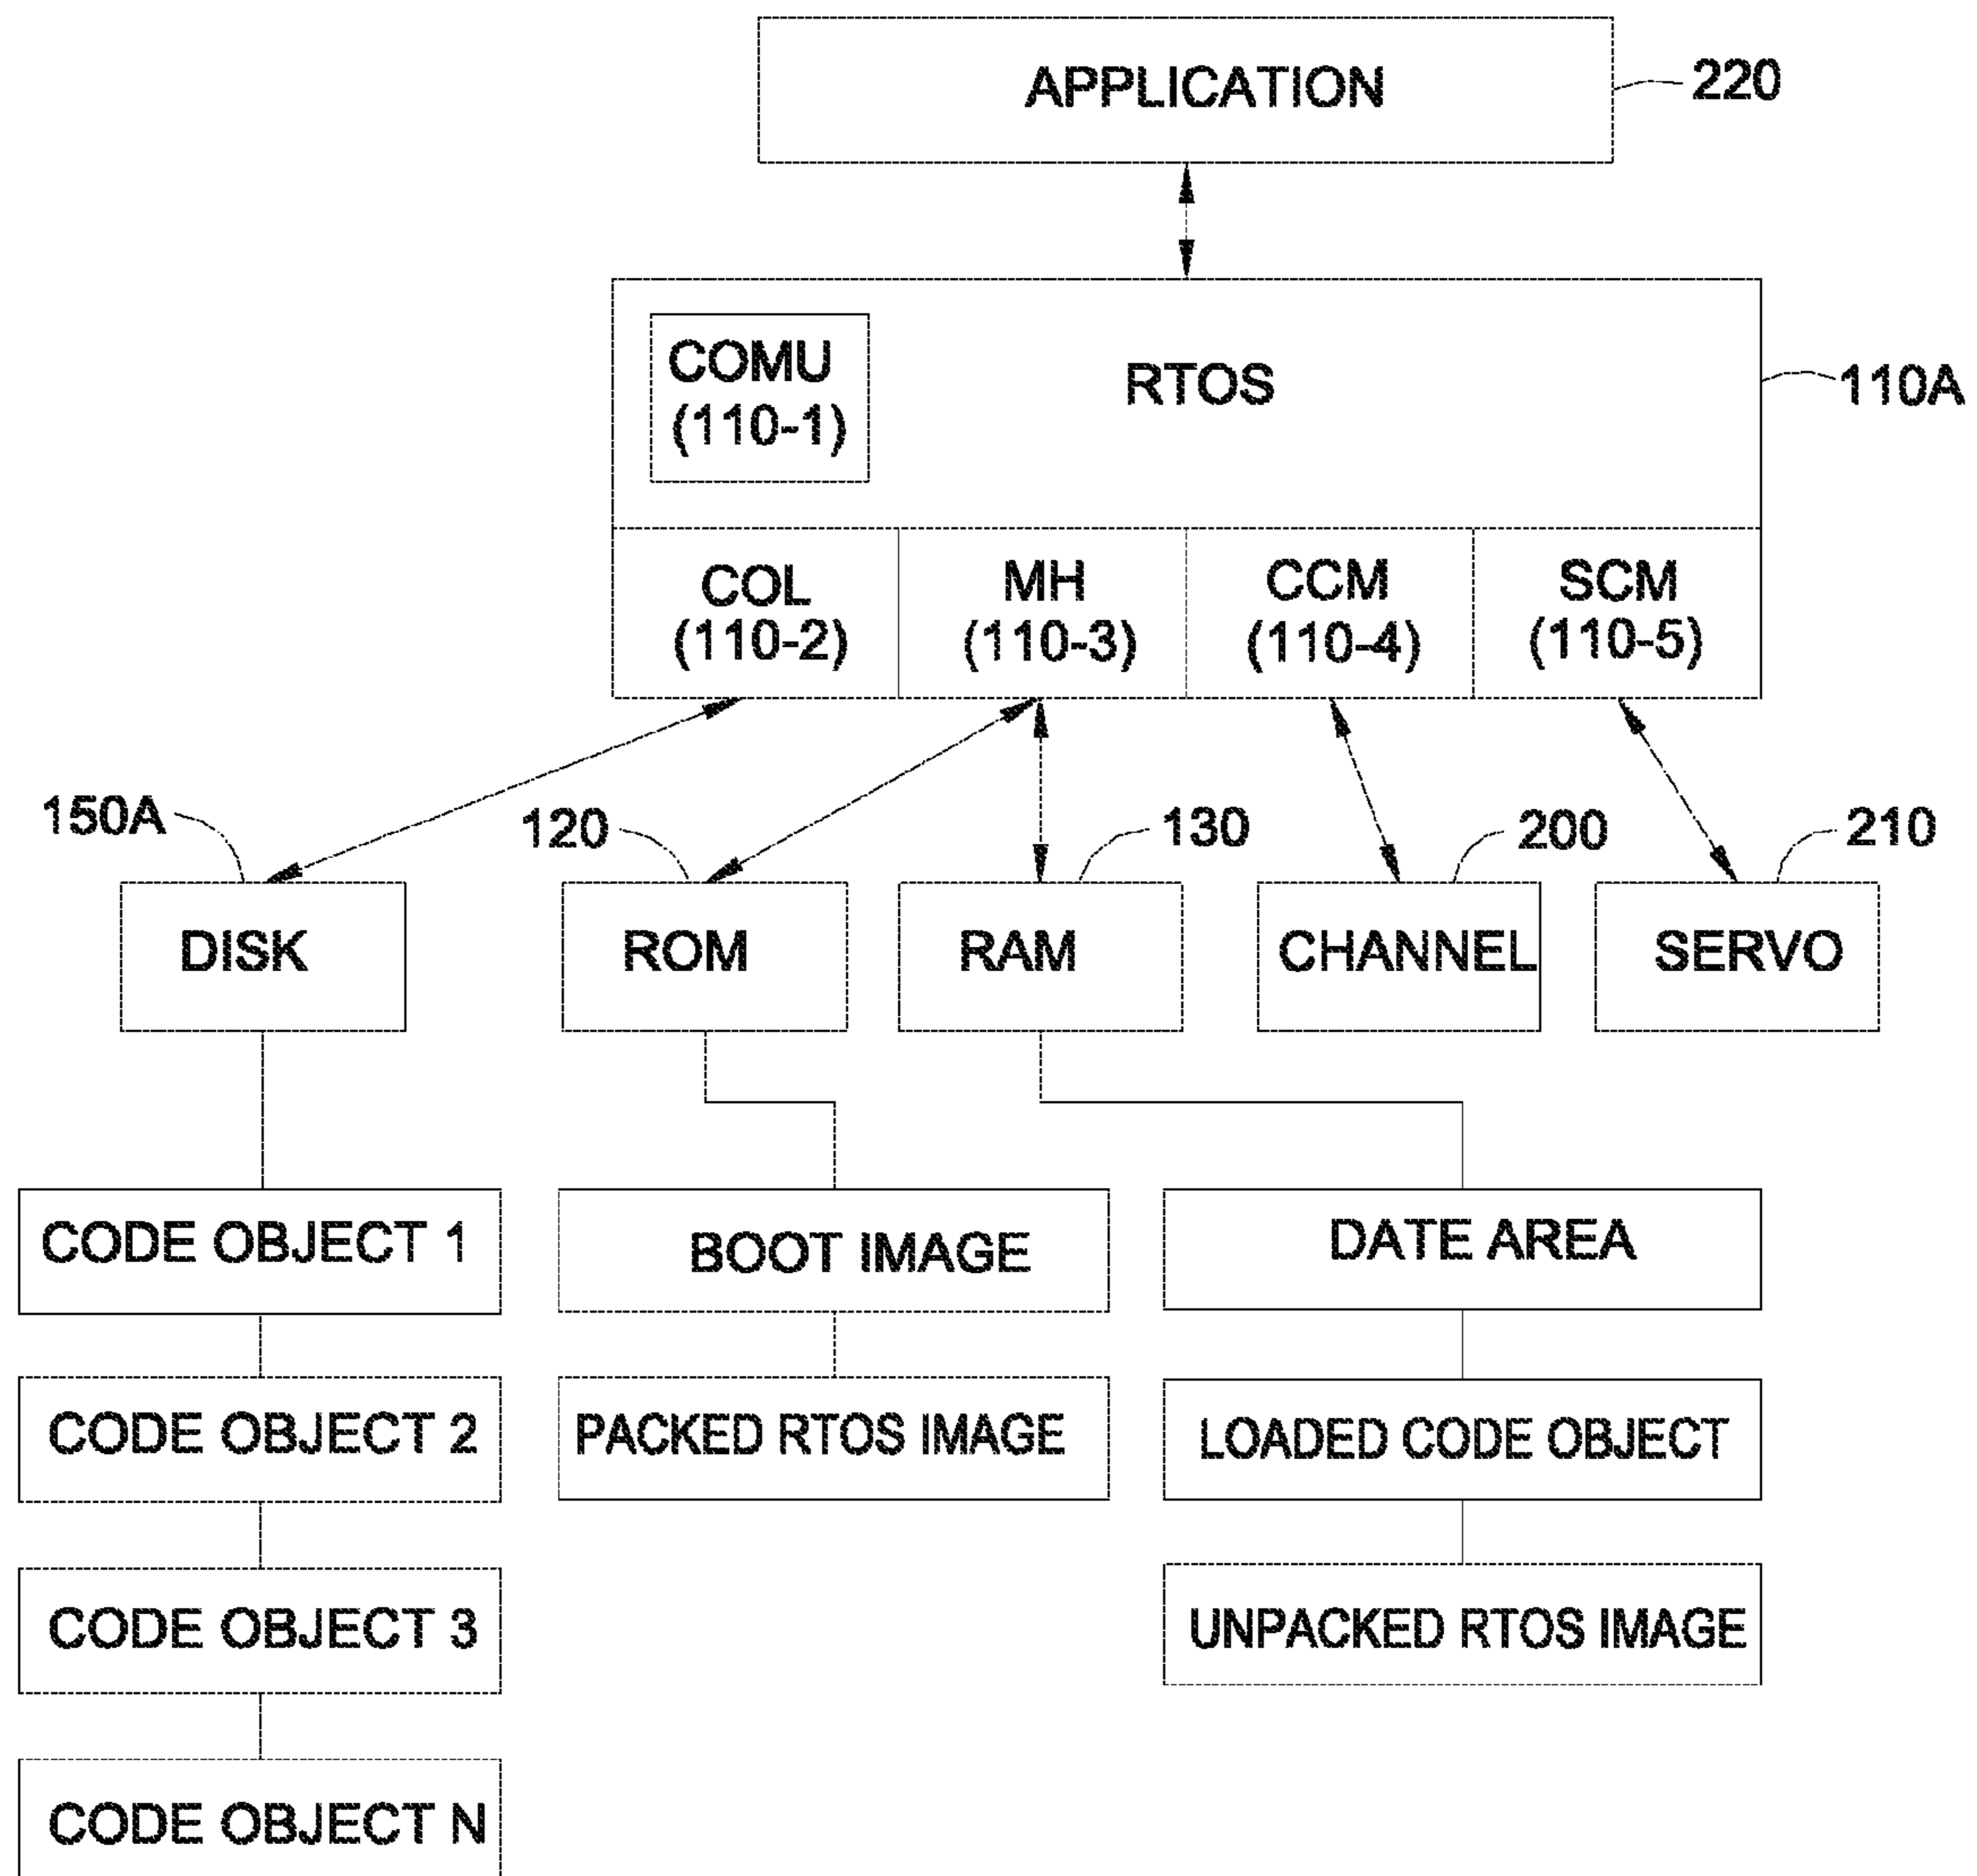 APPLICATION
220
COMU
(110-1)
RTOS
110A
COL
(110-2)
MH
(110-3)
CCM
(110-4)
SCM
(110-5)
150A
120
130
200
210
DISK
ROM
RAM
CHANNEL
SERVO
CODE OBJECT 1
BOOT IMAGE
DATE AREA
CODE OBJECT 2
PACKED RTOS IMAGE
LOADED CODE OBJECT
CODE OBJECT 3
UNPACKED RTOS IMAGE
CODE OBJECT N